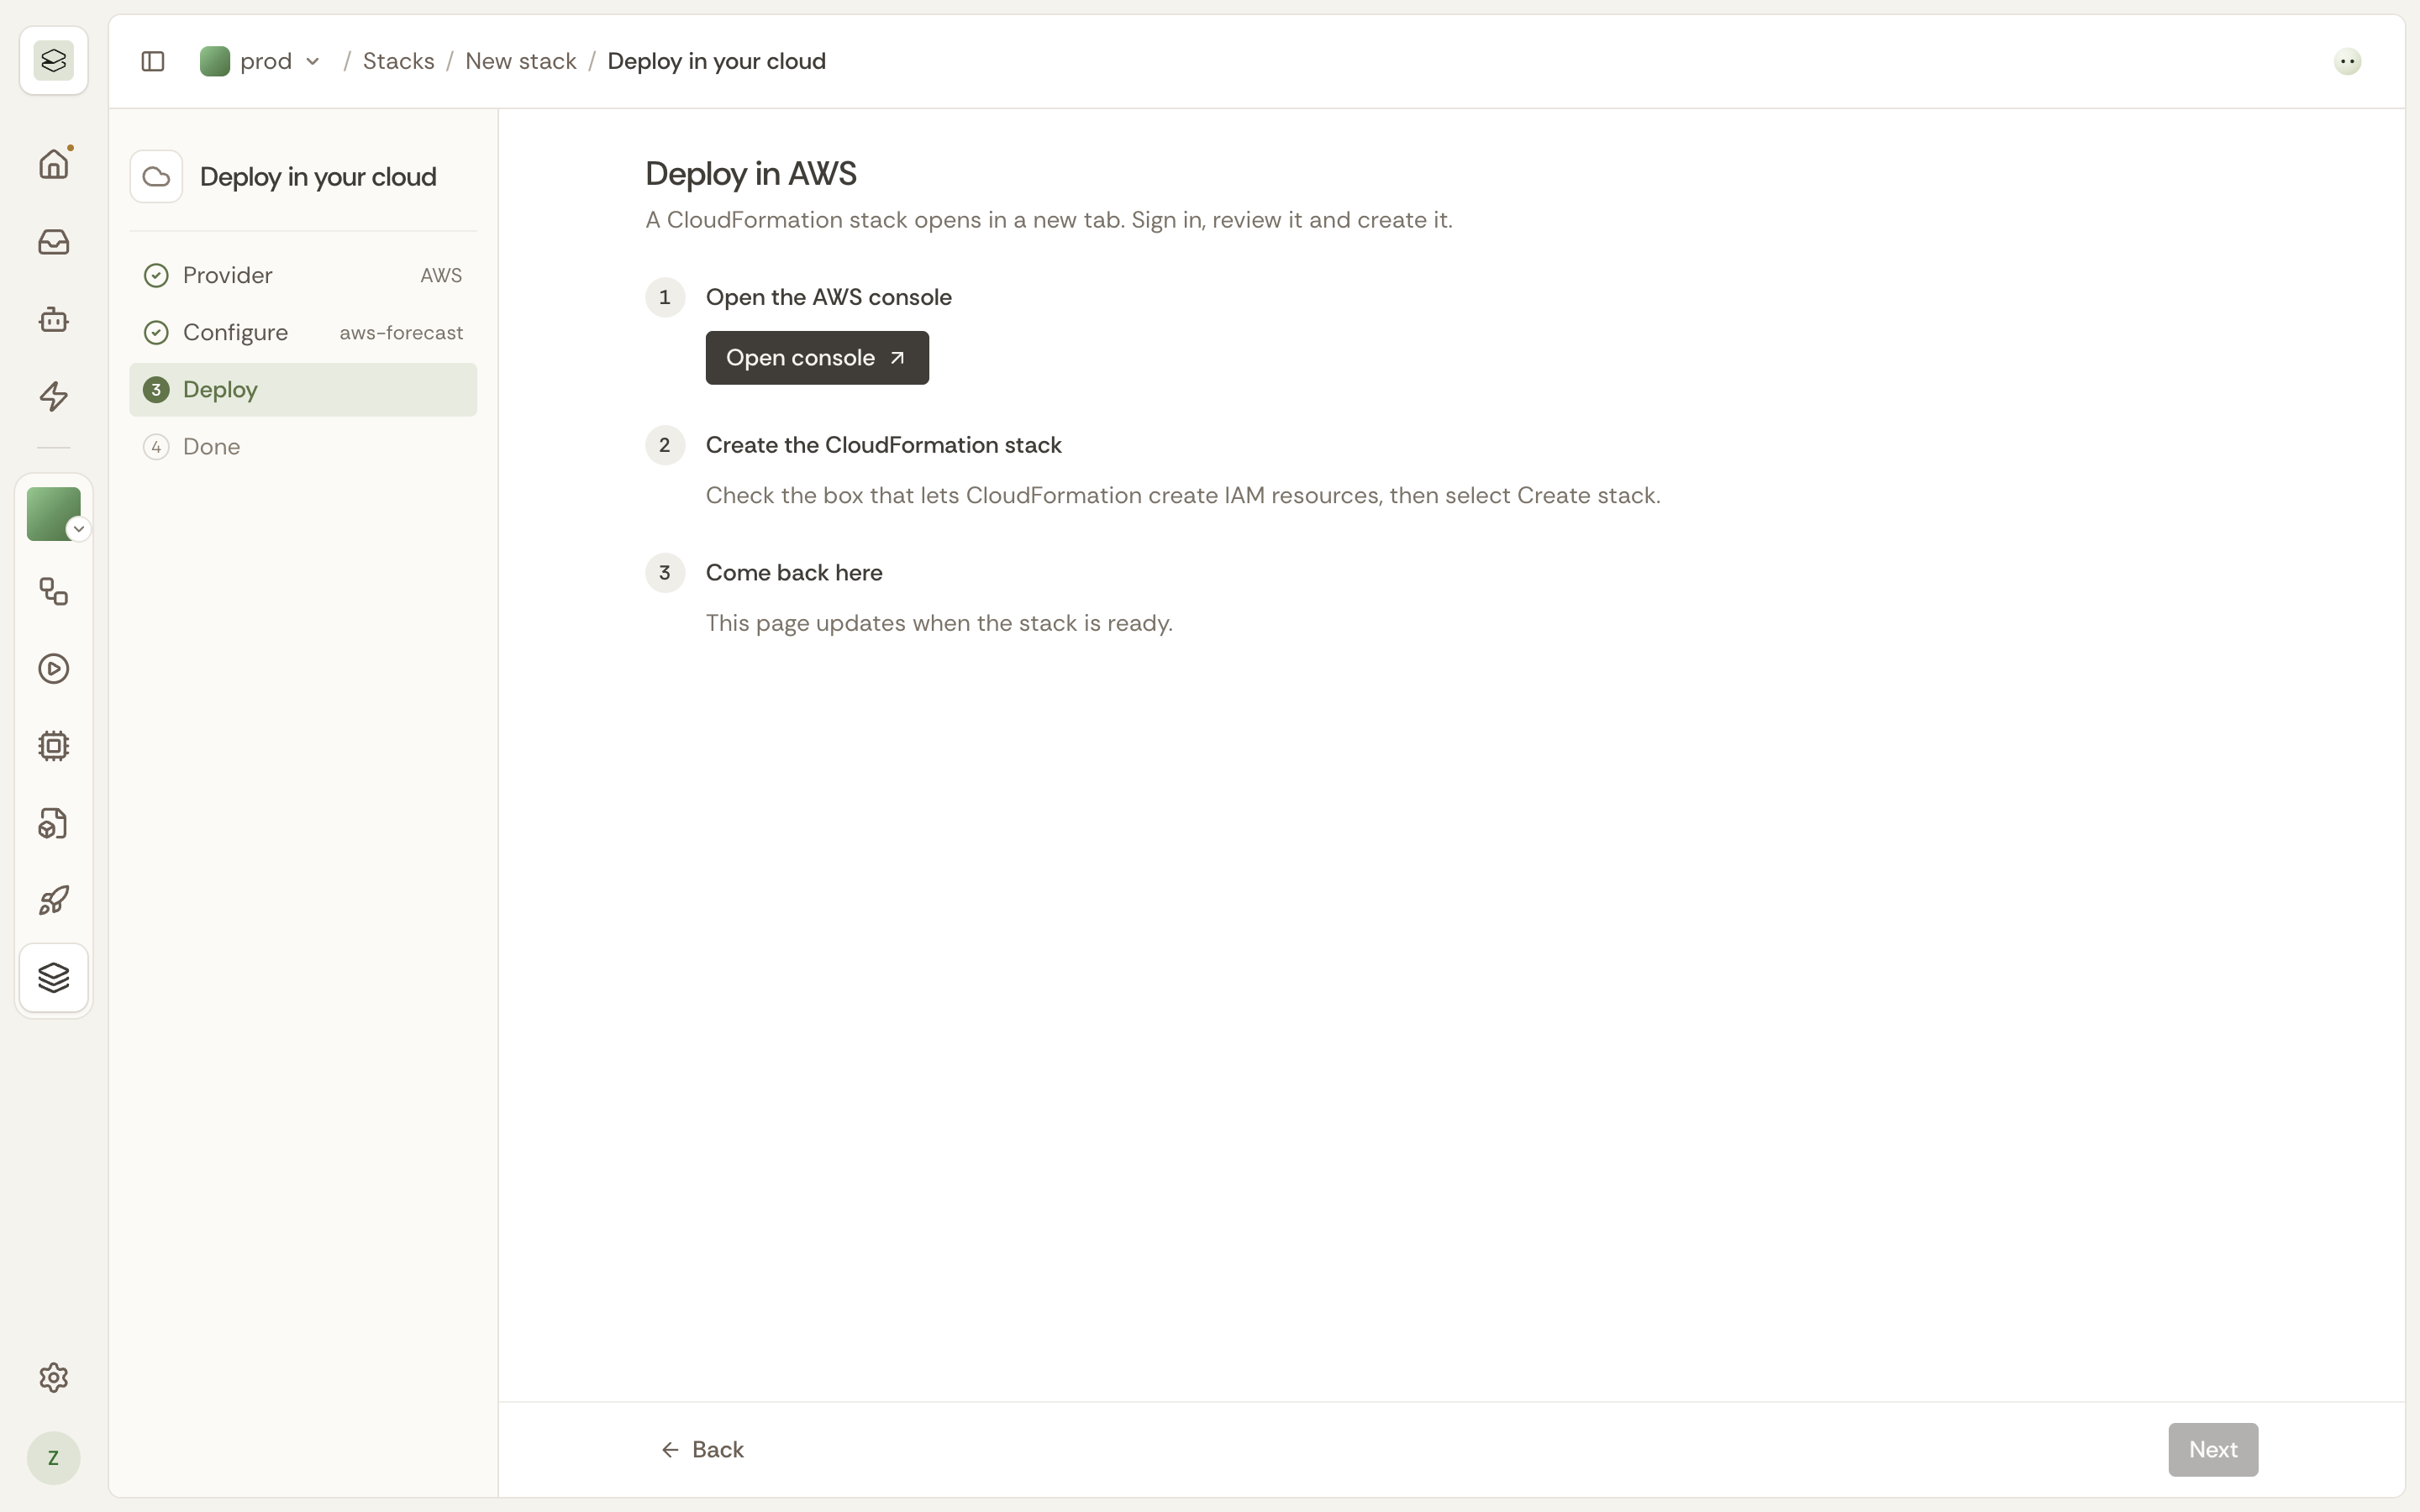 prod / Stacks / New stack / Deploy in your cloud
Deploy in your cloud
Provider AWS
Configure aws-forecast
3 Deploy
4 Done
Deploy in AWS
A CloudFormation stack opens in a new tab. Sign in, review it and create it.
1 Open the AWS console
Open console
2 Create the CloudFormation stack
Check the box that lets CloudFormation create IAM resources, then select Create stack.
3 Come back here
This page updates when the stack is ready.
Back
Next
Z